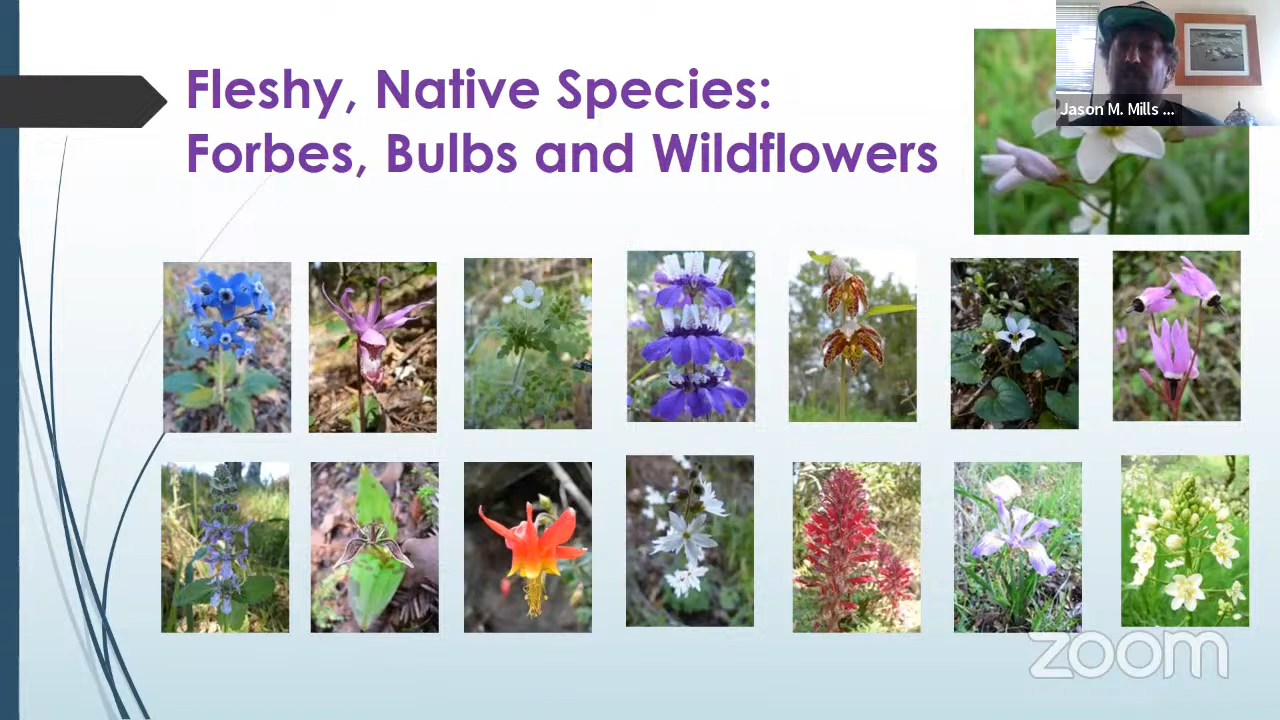 Fleshy, Native Species:
Forbes, Bulbs and Wildflowers
Jason M. Mills ...
zoom